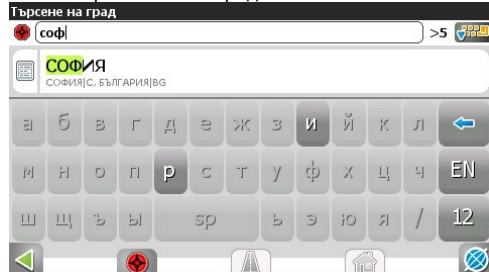 Търсене на град
соф >5
СОФИЯ
СОФИЯ|С, БЪЛГАРИЯ|BG
а б в г д е ж з и й к л
м н о п р с т у ф х ц ч EN
ш щ ъ ы sp ь э ю я / 12